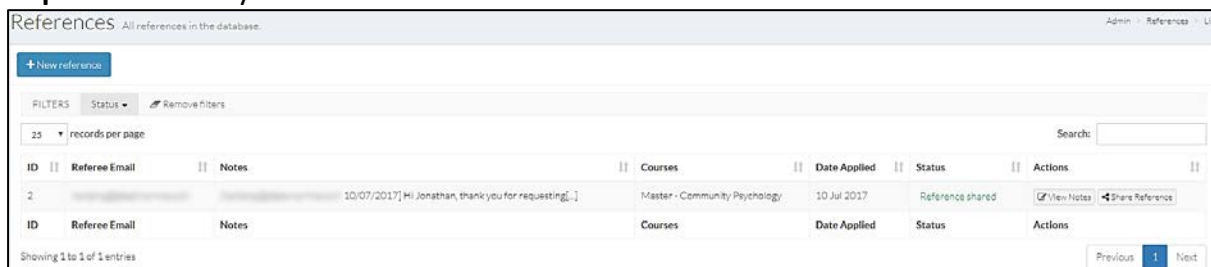 References All references in the database.
Admin > References > Li
+ New reference
FILTERS Status Remove filters
25 records per page
Search:
ID Referee Email Notes Courses Date Applied Status Actions
2 10/07/2017] Hi Jonathan, thank you for requesting[...] Master - Community Psychology 10 Jul 2017 Reference shared View Notes Share Reference
ID Referee Email Notes Courses Date Applied Status Actions
Showing 1 to 1 of 1 entries
Previous 1 Next